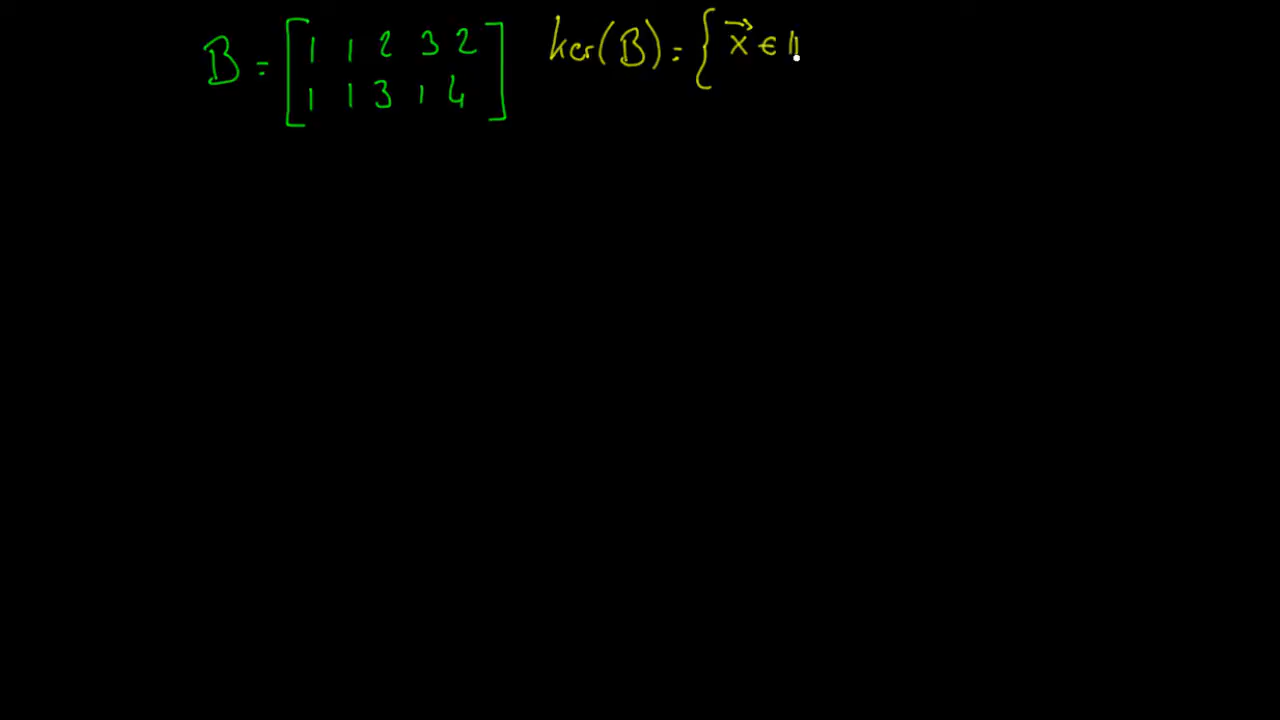 B = [ 1 1 2 3 2 ker(B) = { x⃗ ∈
1 1 3 1 4 ]